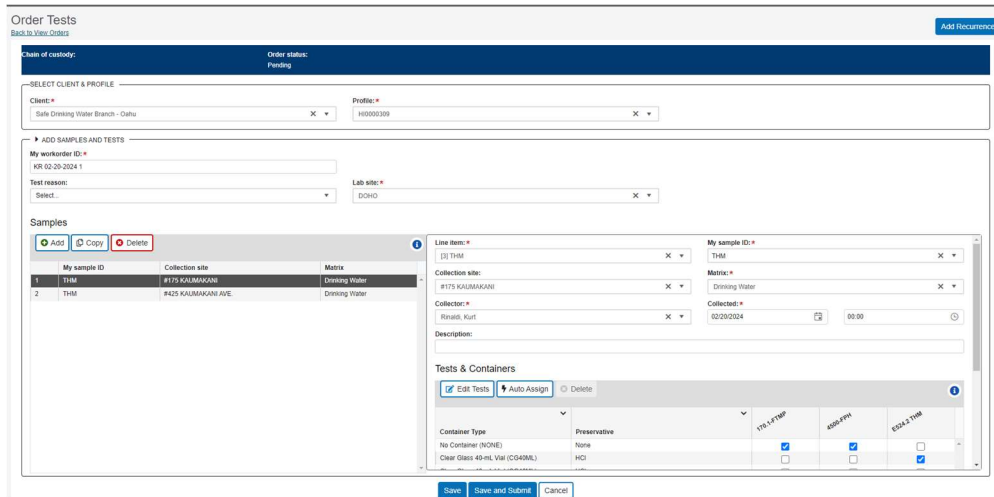 Order Tests
Back to View Orders
Add Recurrence
Chain of custody:
Order status:
Pending
SELECT CLIENT & PROFILE
Client:*
Profile:*
Safe Drinking Water Branch - Oahu
HI0000309
ADD SAMPLES AND TESTS
My workorder ID:*
KR 02-20-2024 1
Test reason:
Lab site:*
Select...
DOHO
Samples
Add Copy Delete
My sample ID Collection site Matrix
1 THM #175 KAUMAKANI Drinking Water
2 THM #425 KAUMAKANI AVE. Drinking Water
Line item:*
My sample ID:*
[3] THM
THM
Collection site:
Matrix:*
#175 KAUMAKANI
Drinking Water
Collector:*
Collected:*
Rinaldi, Kurt
02/20/2024 00:00
Description:
Tests & Containers
Edit Tests Auto Assign Delete
Container Type Preservative 170.1-FTMP 4500-FPH E524.2 THM
No Container (NONE) None
Clear Glass 40-mL Vial (CG40ML) HCl
Save Save and Submit Cancel